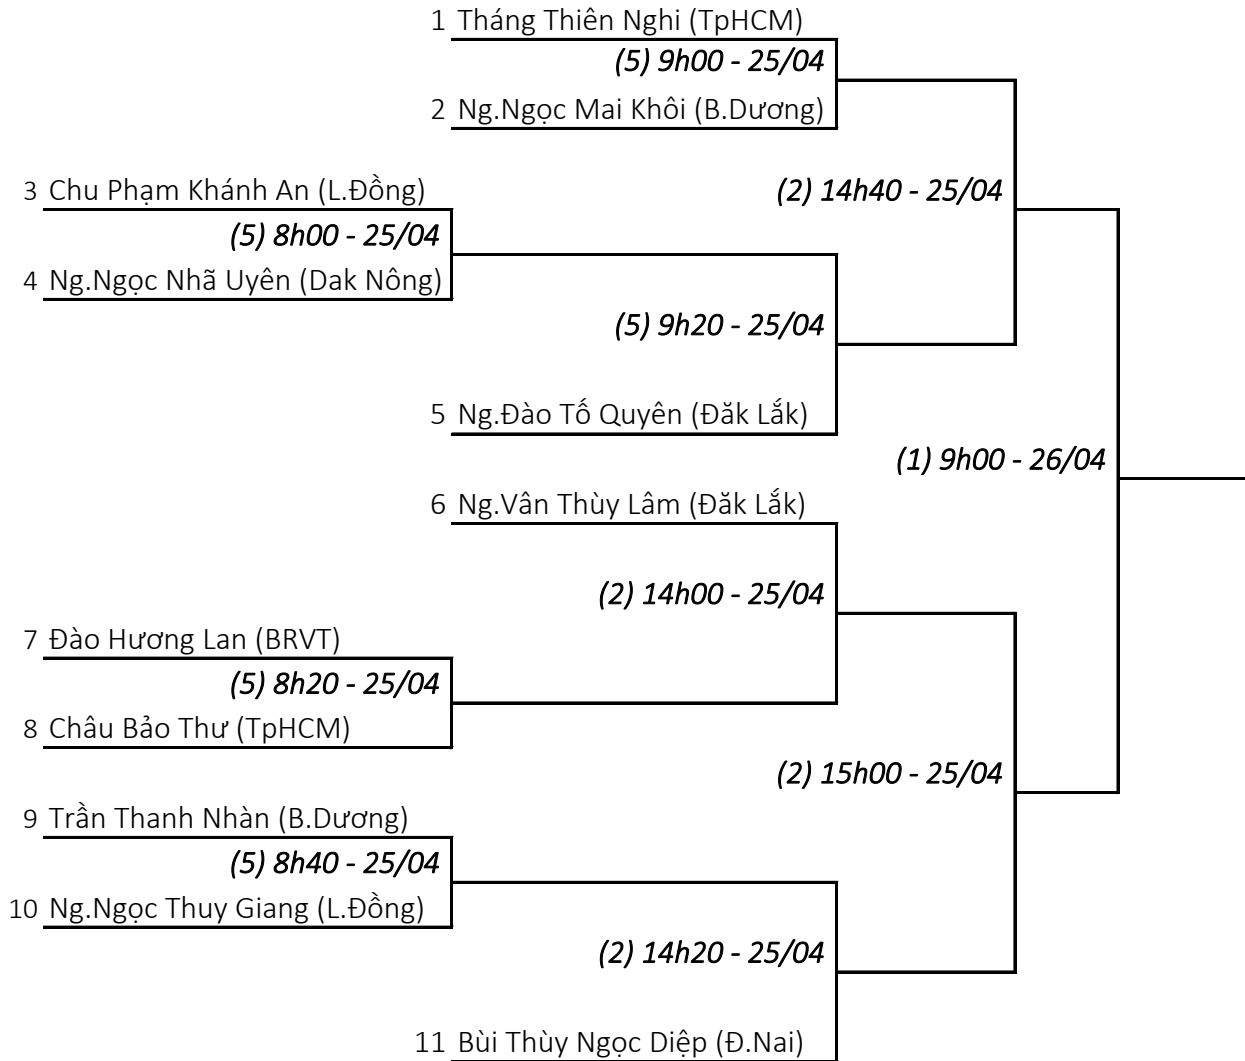 1 Tháng Thiên Nghi (TpHCM)
(5) 9h00 - 25/04
2 Ng.Ngọc Mai Khôi (B.Dương)
3 Chu Phạm Khánh An (L.Đồng)
(2) 14h40 - 25/04
(5) 8h00 - 25/04
4 Ng.Ngọc Nhã Uyên (Dak Nông)
(5) 9h20 - 25/04
5 Ng.Đào Tố Quyên (Đăk Lắk)
(1) 9h00 - 26/04
6 Ng.Vân Thùy Lâm (Đăk Lắk)
(2) 14h00 - 25/04
7 Đào Hương Lan (BRVT)
(5) 8h20 - 25/04
8 Châu Bảo Thư (TpHCM)
(2) 15h00 - 25/04
9 Trần Thanh Nhàn (B.Dương)
(5) 8h40 - 25/04
10 Ng.Ngọc Thuy Giang (L.Đồng)
(2) 14h20 - 25/04
11 Bùi Thùy Ngọc Diệp (Đ.Nai)